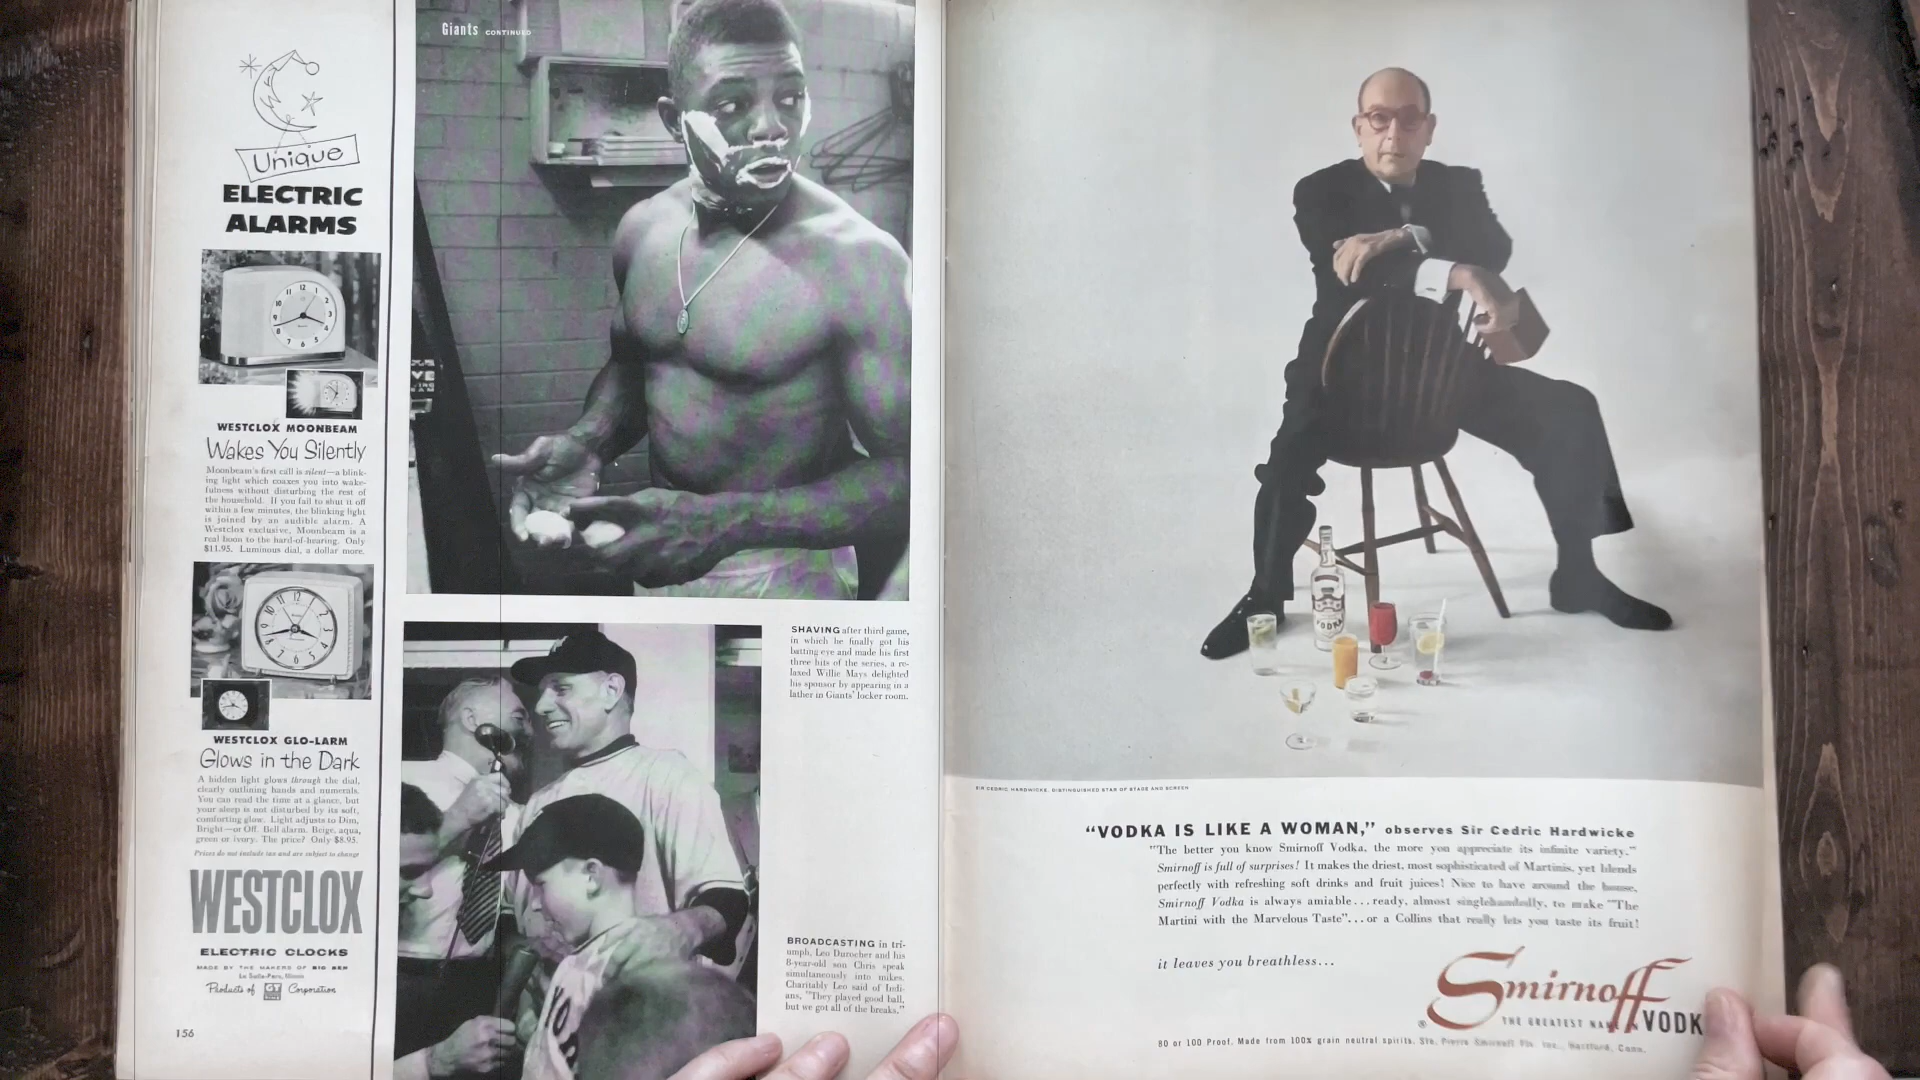 Unique
ELECTRIC
ALARMS
WESTCLOX MOONBEAM
Wakes You Silently
Moonbeam's first call is silent—a blink-
ing light which coaxes you into wake-
fulness without disturbing the rest of
the household. If you fail to shut it off
within a few minutes, the blinking light
is joined by an audible alarm. A
Westclox exclusive, Moonbeam is a
real boon to the hard-of-hearing. Only
$11.95. Luminous dial, a dollar more.
WESTCLOX GLO-LARM
Glows in the Dark
A hidden light glows through the dial,
clearly outlining hands and numerals.
You can read the time at a glance, but
your sleep is not disturbed by its soft,
comforting glow. Light adjusts to Dim,
Bright—or Off. Bell alarm. Beige, aqua,
green or ivory. The price? Only $8.95.
Prices do not include tax and are subject to change
WESTCLOX
ELECTRIC CLOCKS
MADE BY THE MAKERS OF BIG BEN
La Salle-Peru, Illinois
Products of GT Corporation
156
Giants CONTINUED
SHAVING after third game,
in which he finally got his
batting eye and made his first
three hits of the series, a re-
laxed Willie Mays delighted
his sponsor by appearing in a
lather in Giants' locker room.
BROADCASTING in tri-
umph, Leo Durocher and his
8-year-old son Chris speak
simultaneously into mikes.
Charitably Leo said of Indi-
ans, "They played good ball,
but we got all of the breaks."
VODKA
SIR CEDRIC HARDWICKE, DISTINGUISHED STAR OF STAGE AND SCREEN
"VODKA IS LIKE A WOMAN," observes Sir Cedric Hardwicke
"The better you know Smirnoff Vodka, the more you appreciate its infinite variety."
Smirnoff is full of surprises! It makes the driest, most sophisticated of Martinis, yet blends
perfectly with refreshing soft drinks and fruit juices! Nice to have around the house,
Smirnoff Vodka is always amiable...ready, almost singlehandedly, to make "The
Martini with the Marvelous Taste"...or a Collins that really lets you taste its fruit!
it leaves you breathless...
Smirnoff
® THE GREATEST NAME VODK
80 or 100 Proof. Made from 100% grain neutral spirits. Ste. Pierre Smirnoff Fls. Inc., Hartford, Conn.